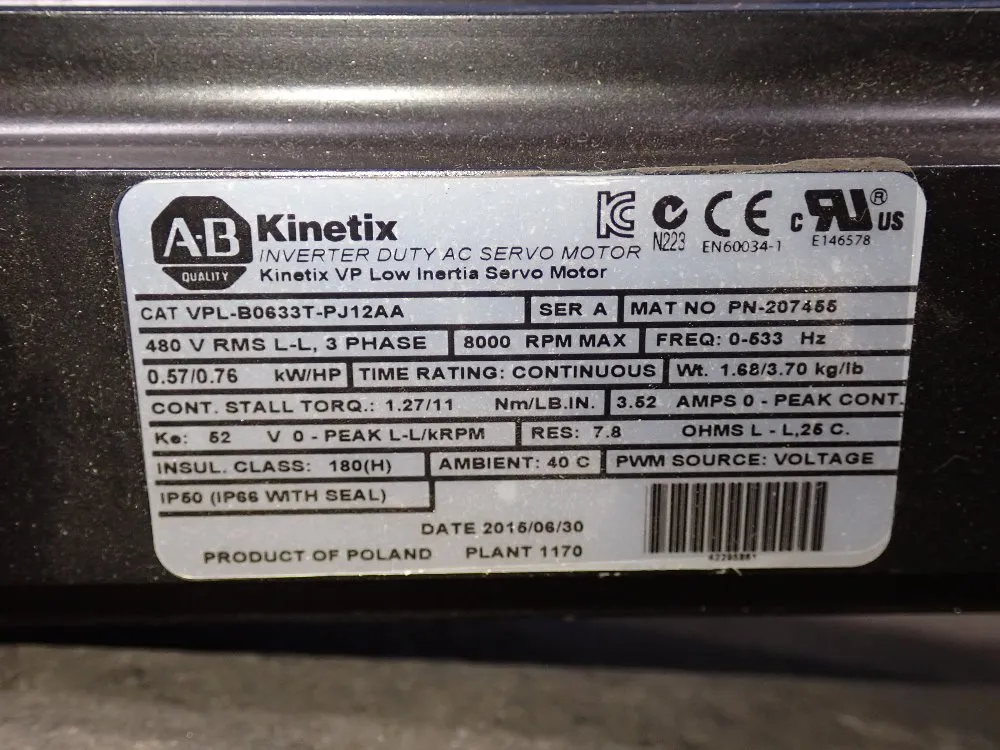 A-B QUALITY
Kinetix
INVERTER DUTY AC SERVO MOTOR
Kinetix VP Low Inertia Servo Motor
N223
CE
EN60034-1
c RU ® US
E146578
CAT VPL-B0633T-PJ12AA SER A MAT NO PN-207455
480 V RMS L-L, 3 PHASE 8000 RPM MAX FREQ: 0-533 Hz
0.57/0.76 kW/HP TIME RATING: CONTINUOUS Wt. 1.68/3.70 kg/lb
CONT. STALL TORQ.: 1.27/11 Nm/LB.IN. 3.52 AMPS 0 - PEAK CONT.
Ke: 52 V 0 - PEAK L-L/kRPM RES: 7.8 OHMS L - L,25 C.
INSUL. CLASS: 180(H) AMBIENT: 40 C PWM SOURCE: VOLTAGE
IP50 (IP66 WITH SEAL)
DATE 2015/06/30
PRODUCT OF POLAND PLANT 1170